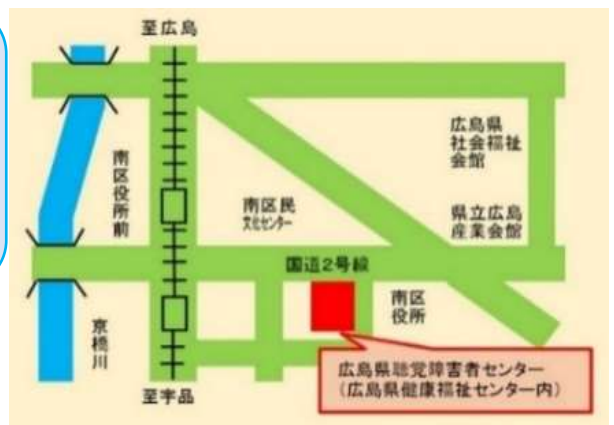 至広島
広島県
社会福祉
会館
南区役所前
南区民
文化センター
県立広島
産業会館
国道2号線
南区
役所
京橋川
広島県聴覚障害者センター
(広島県健康福祉センター内)
至宇品